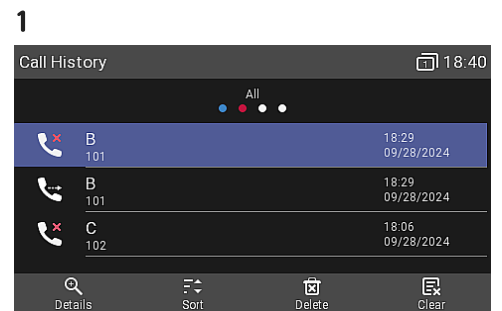 1
Call History 1 18:40
All
B 18:29
101 09/28/2024
B 18:29
101 09/28/2024
C 18:06
102 09/28/2024
Details Sort Delete Clear